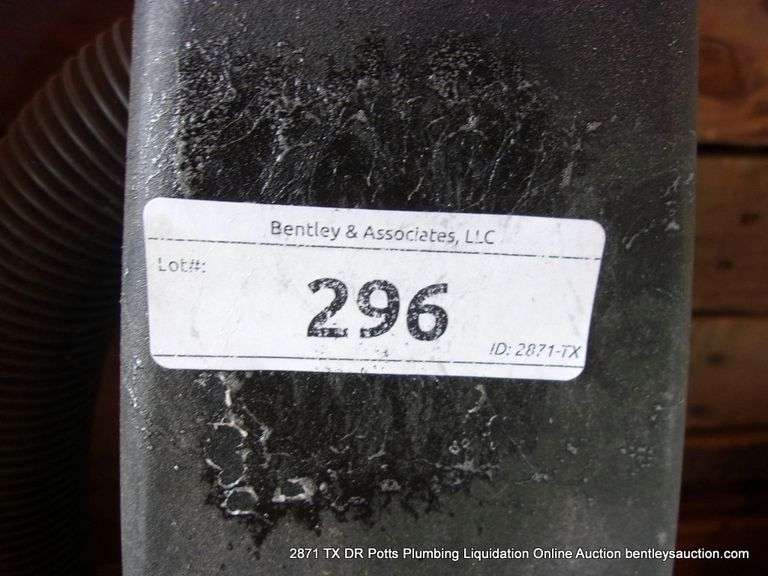 Bentley & Associates, LLC
Lot#:
296
ID: 2871-TX
2871 TX DR Potts Plumbing Liquidation Online Auction bentleysauction.com